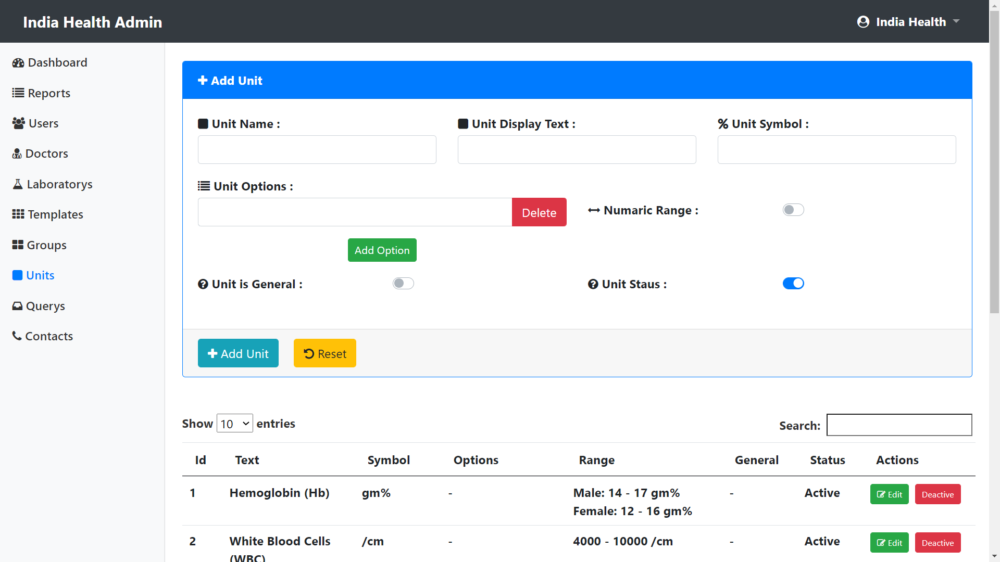 India Health Admin
India Health
Dashboard
Reports
Users
Doctors
Laboratorys
Templates
Groups
Units
Querys
Contacts
Add Unit
Unit Name :
Unit Display Text :
% Unit Symbol :
Unit Options :
Delete
Numaric Range :
Add Option
Unit is General :
Unit Staus :
Add Unit
Reset
Show 10 entries
Search:
Id Text Symbol Options Range General Status Actions
1 Hemoglobin (Hb) gm% - Male: 14 - 17 gm% - Active Edit Deactive
Female: 12 - 16 gm%
2 White Blood Cells /cm - 4000 - 10000 /cm - Active Edit Deactive
(WBC)